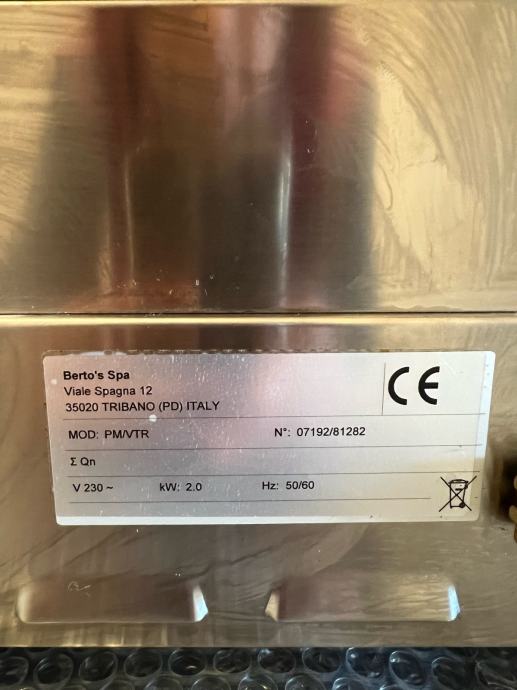 Berto's Spa
Viale Spagna 12
35020 TRIBANO (PD) ITALY
CE
MOD: PM/VTR N°: 07192/81282
Σ Qn
V 230 ~ kW: 2.0 Hz: 50/60